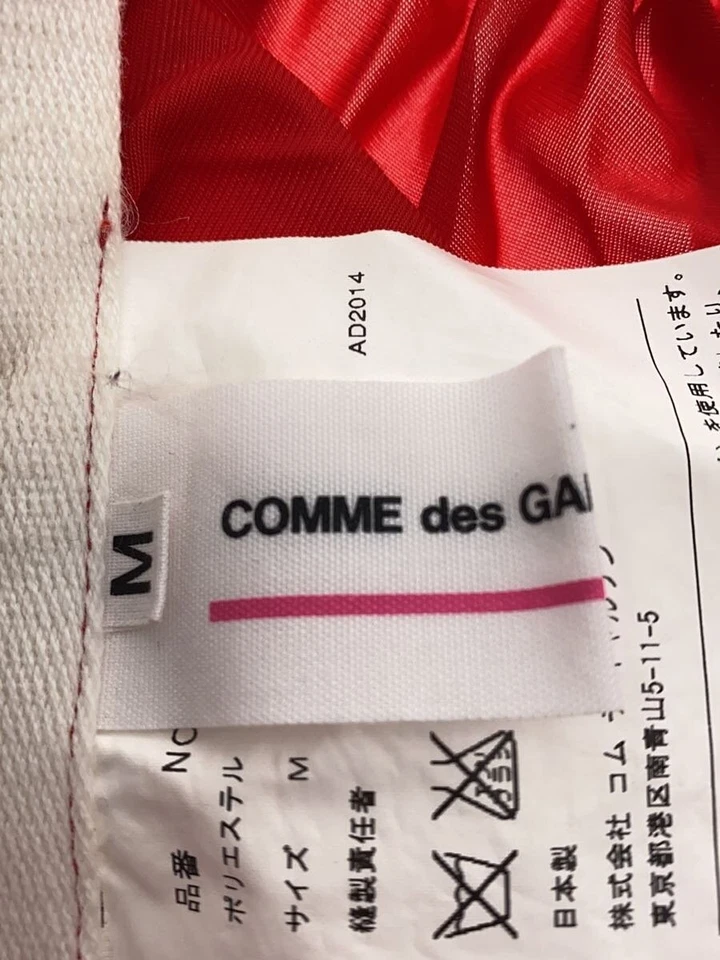 COMME des GA
M
AD2014
品番 No
ポリエステル
サイズ M
縫製責任者
日本製
株式会社 コム
東京都港区南青山5-11-5
を使用しています。